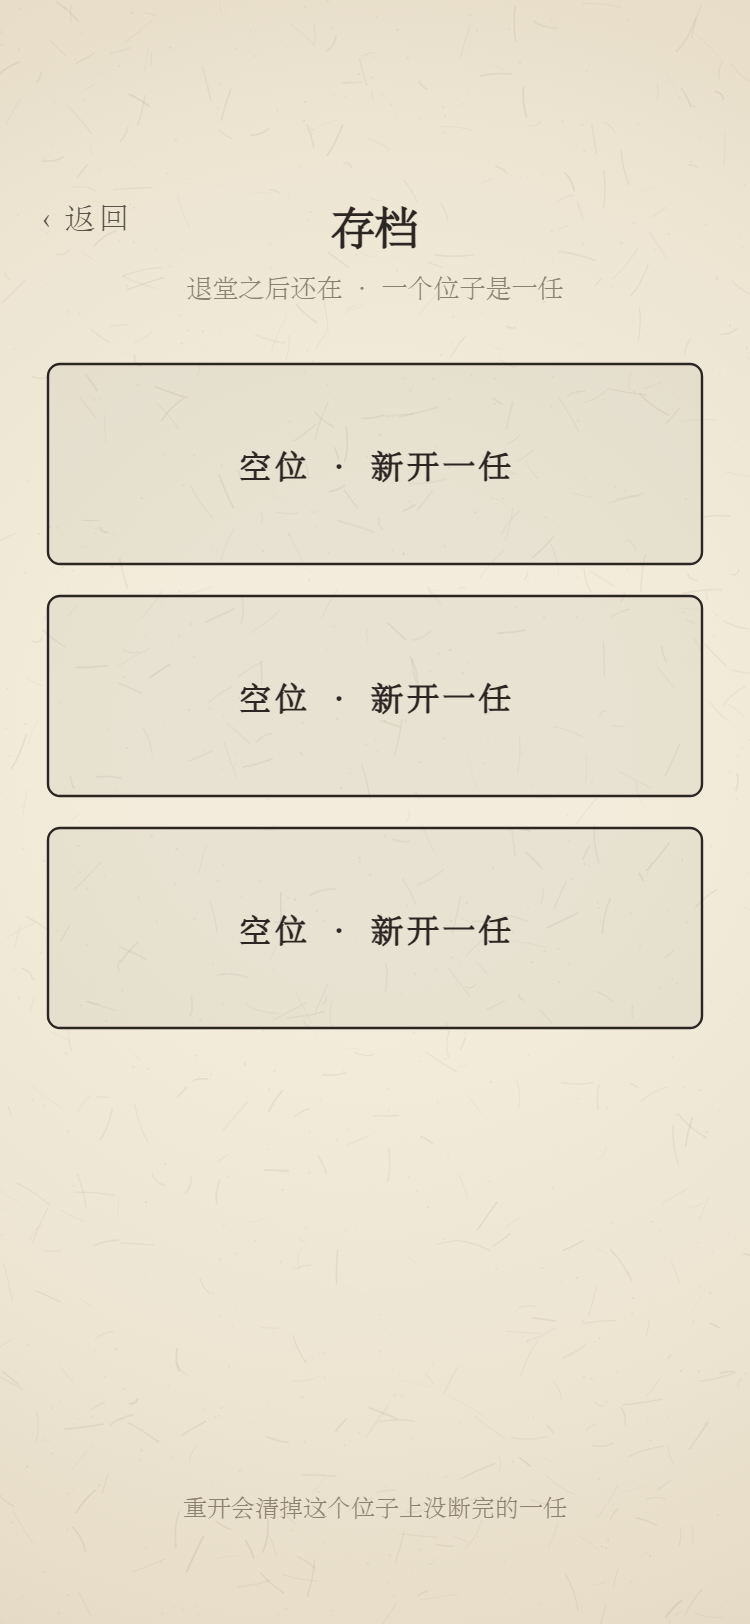 ‹ 返回
存档
退堂之后还在 · 一个位子是一任
空位 · 新开一任
空位 · 新开一任
空位 · 新开一任
重开会清掉这个位子上没断完的一任